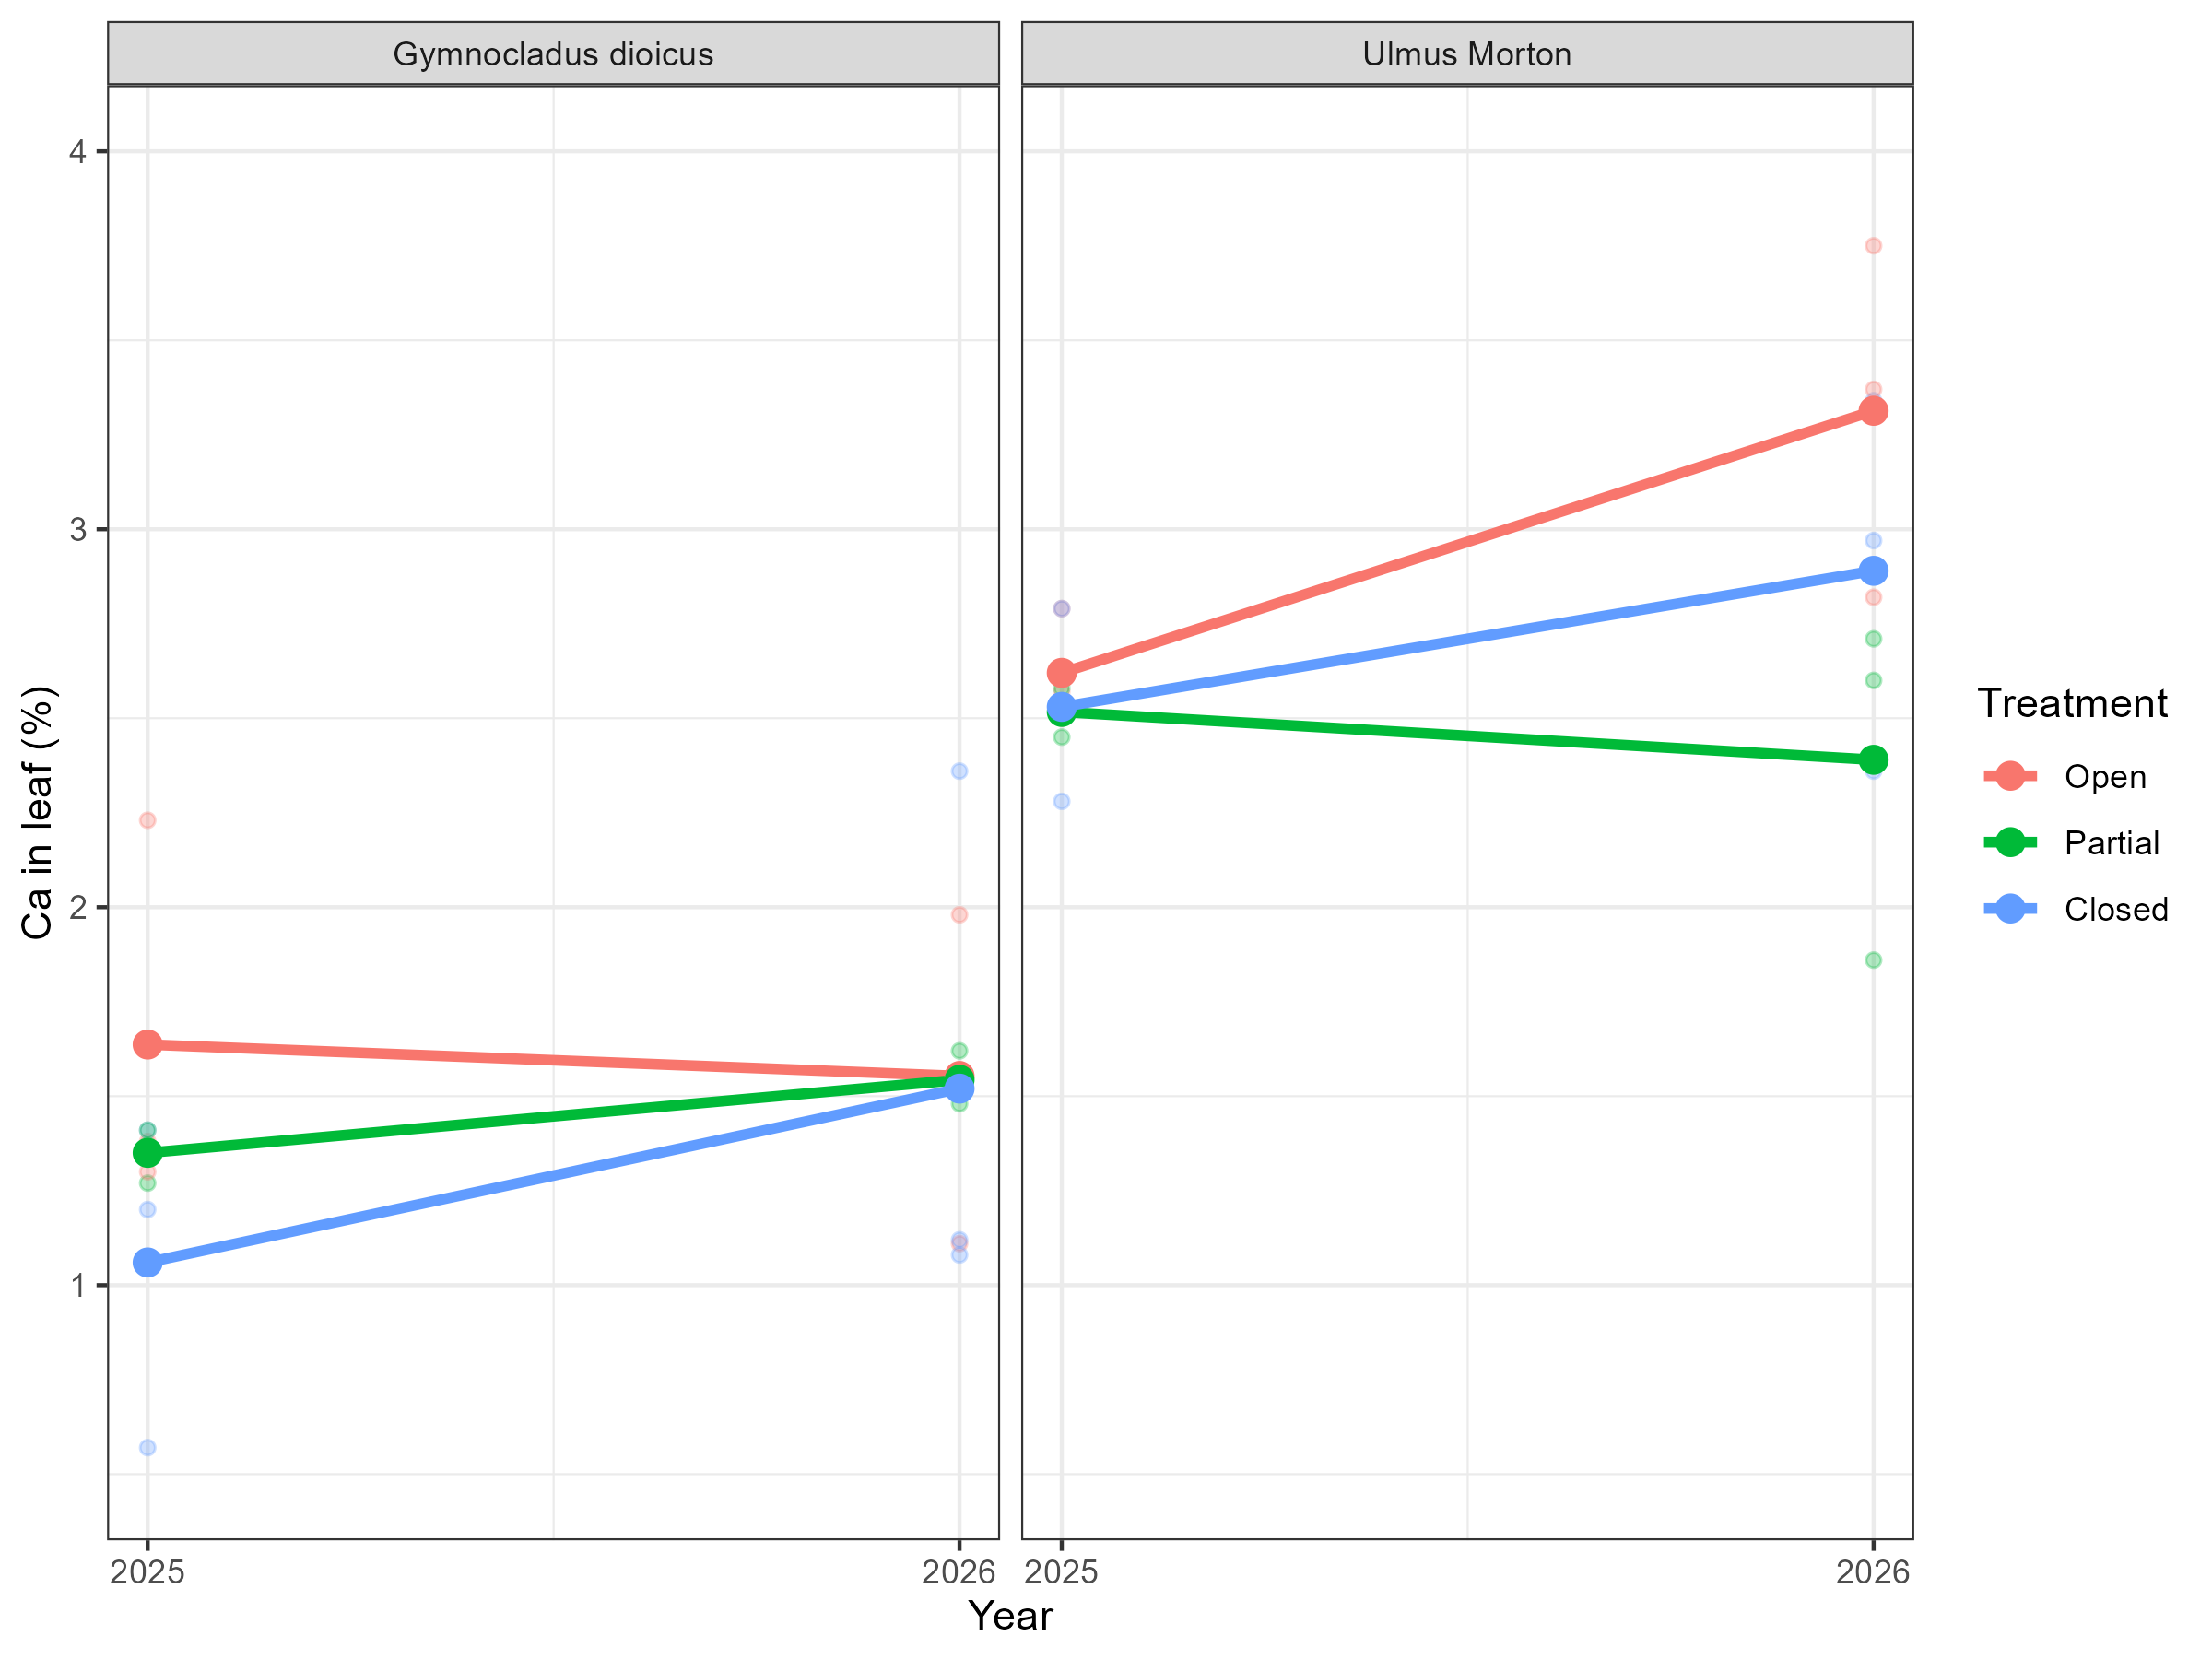 Gymnocladus dioicus
Ulmus Morton
4
3
2
1
Ca in leaf (%)
2025
2026
2025
2026
Year
Treatment
Open
Partial
Closed